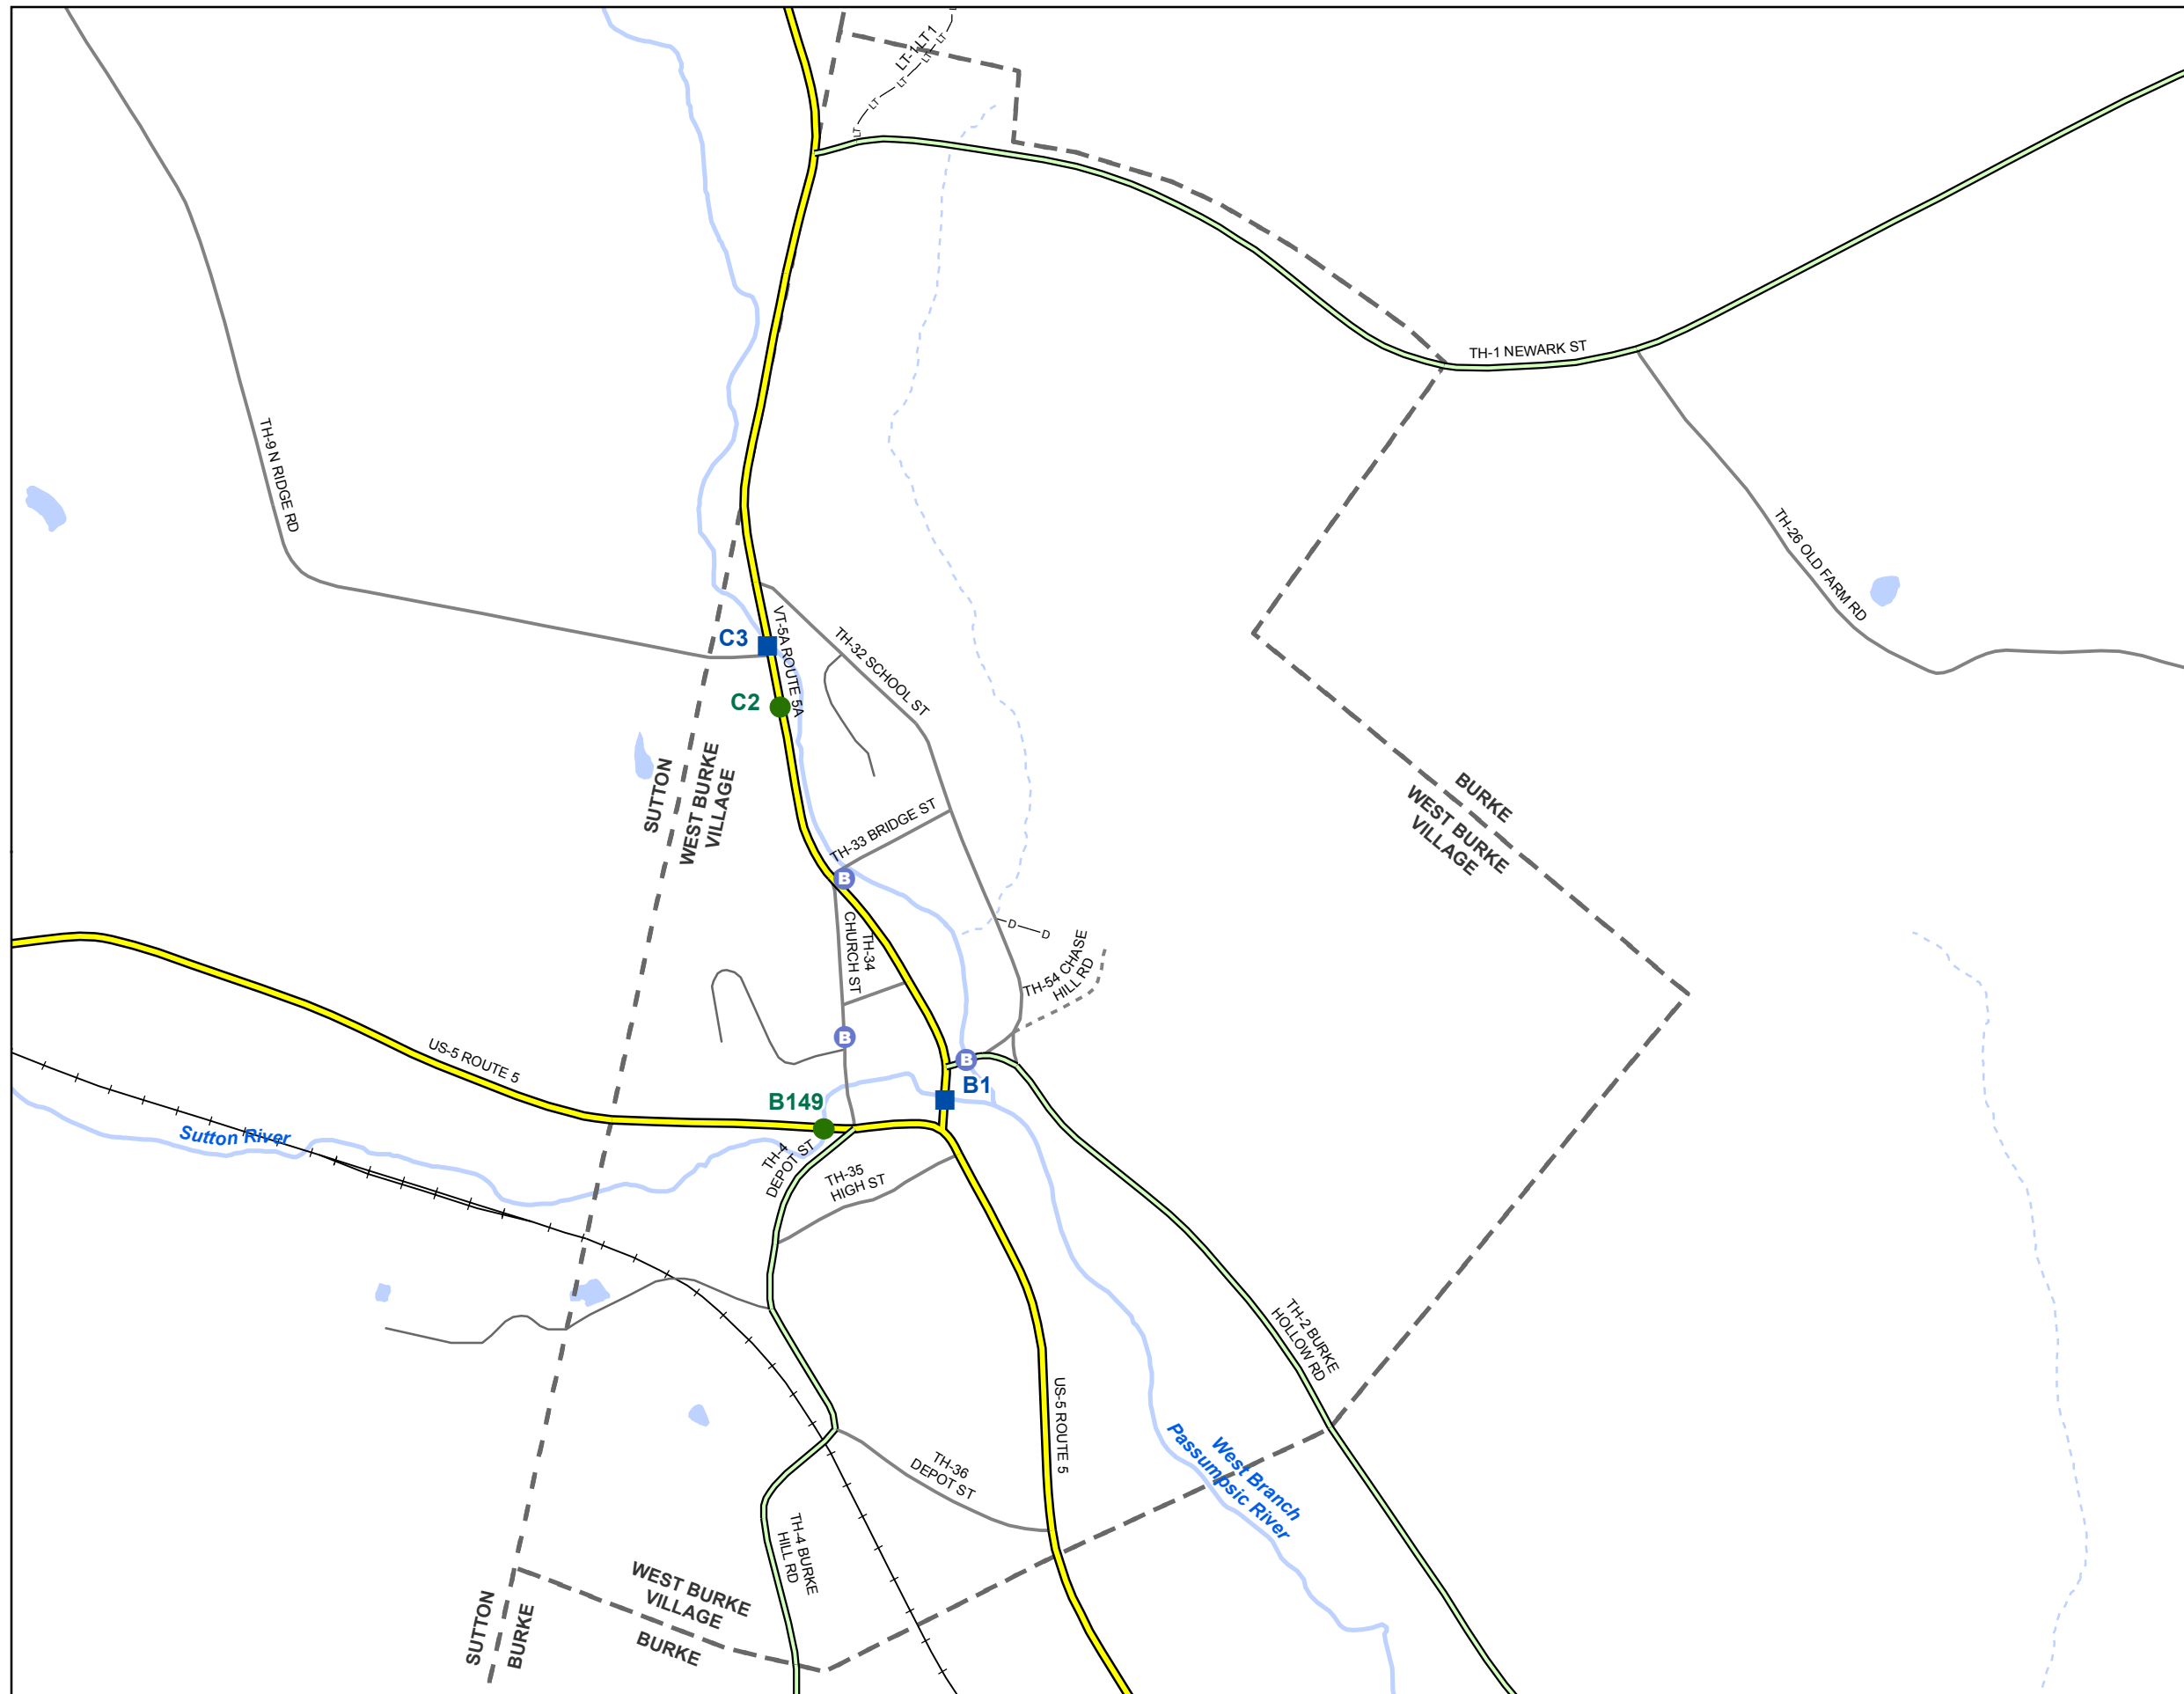 LT-1LT1
LT
LT
LT
LT
LT
TH-1 NEWARK ST
TH-9 N RIDGE RD
TH-26 OLD FARM RD
C3
VT-5A ROUTE 5A
TH-32 SCHOOL ST
C2
SUTTON
WEST BURKE
VILLAGE
BURKE
WEST BURKE
VILLAGE
TH-33 BRIDGE ST
B
TH-34
CHURCH ST
D
D
TH-54 CHASE
HILL RD
US-5 ROUTE 5
B
B
B1
B149
Sutton River
TH-4
DEPOT ST
TH-35
HIGH ST
TH-2 BURKE
HOLLOW RD
US-5 ROUTE 5
TH-36
DEPOT ST
West Branch
Passumpsic River
TH-4 BURKE
HILL RD
WEST BURKE
VILLAGE
BURKE
SUTTON
BURKE